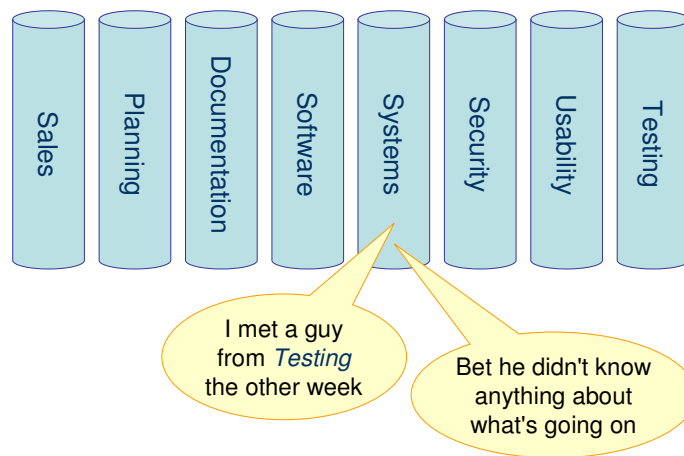 Sales
Planning
Documentation
Software
Systems
Security
Usability
Testing
I met a guy
from Testing
the other week
Bet he didn't know
anything about
what's going on